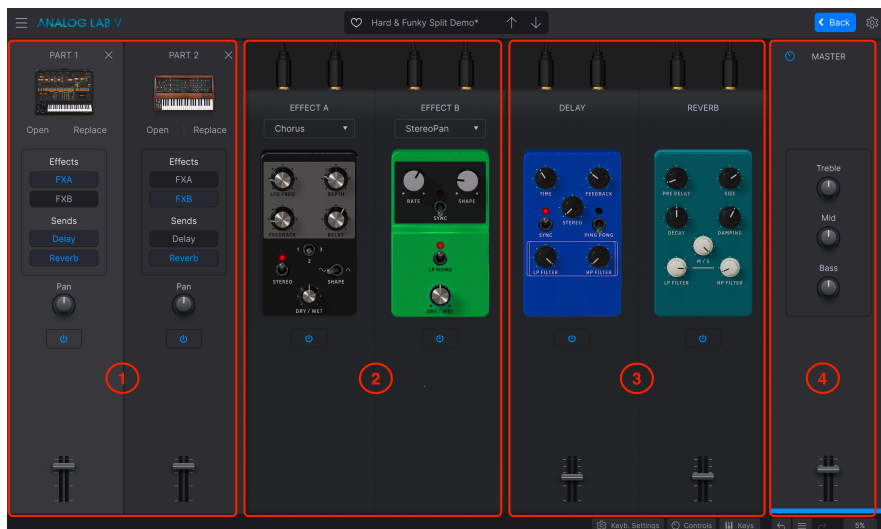 ANALOG LAB V
Hard & Funky Split Demo*
Back
PART 1
PART 2
Open Replace
Open Replace
Effects
FXA
FXB
Sends
Delay
Reverb
Pan
Effects
FXA
FXB
Sends
Delay
Reverb
Pan
1
EFFECT A
Chorus
LFO FREQ DEPTH
FEEDBACK DELAY
1 3
2
STEREO SHAPE
DRY / WET
EFFECT B
StereoPan
RATE SHAPE
SYNC
LP MONO
DRY / WET
2
DELAY
TIME FEEDBACK
STEREO
SYNC PING PONG
LP FILTER HP FILTER
REVERB
PRE DELAY SIZE
DECAY DAMPING
M / S
LP FILTER HP FILTER
3
MASTER
Treble
Mid
Bass
4
Keyb. Settings Controls Keys 5%